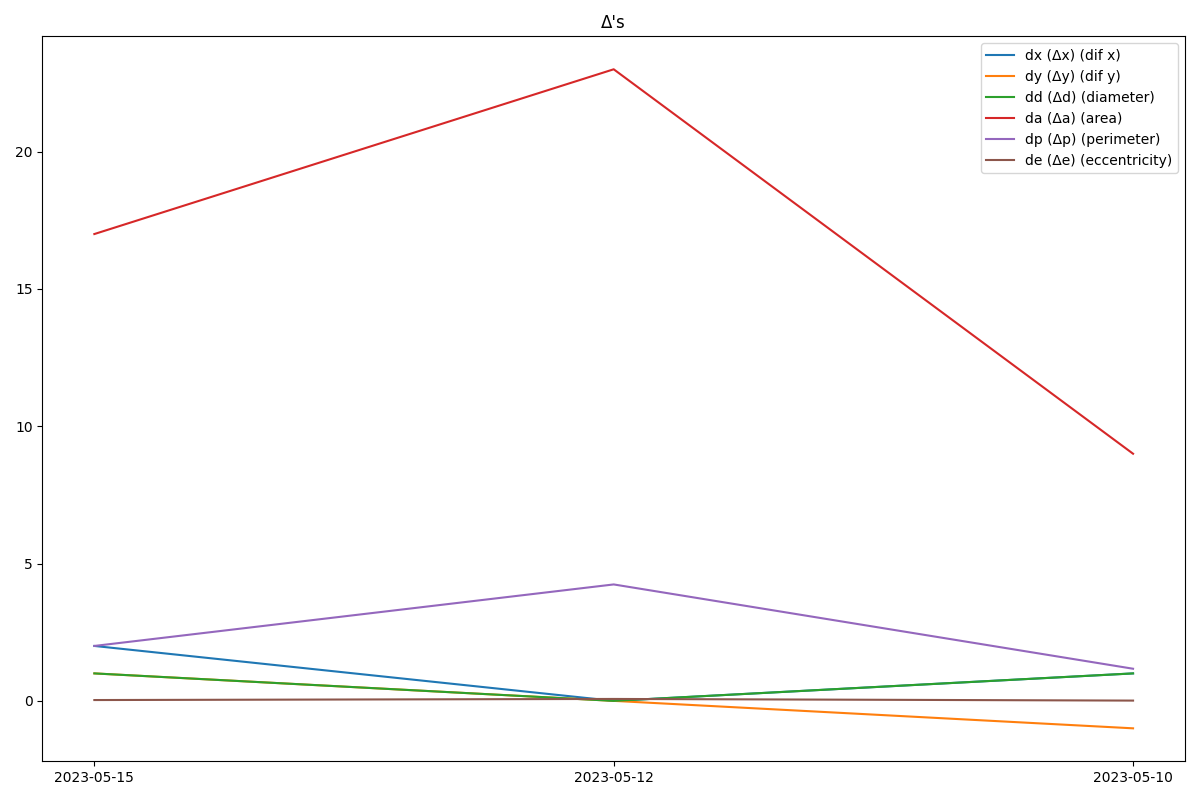 Δ's
dx (Δx) (dif x)
dy (Δy) (dif y)
dd (Δd) (diameter)
da (Δa) (area)
dp (Δp) (perimeter)
de (Δe) (eccentricity)
20
15
10
5
0
2023-05-15 2023-05-12 2023-05-10